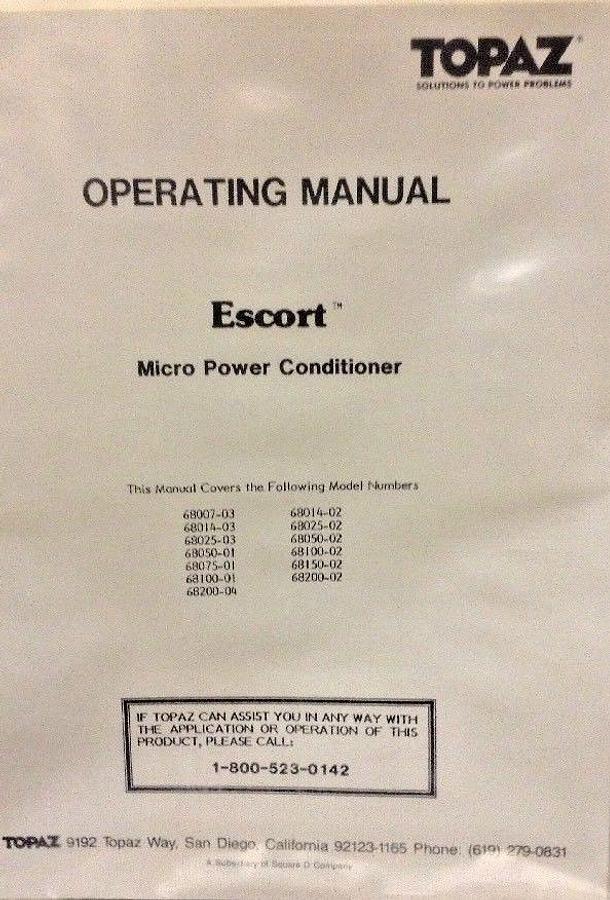 TOPAZ®
SOLUTIONS TO POWER PROBLEMS
OPERATING MANUAL
Escort™
Micro Power Conditioner
This Manual Covers the Following Model Numbers
68007-03 68014-02
68014-03 68025-02
68025-03 68050-02
68050-01 68100-02
68075-01 68150-02
68100-01 68200-02
68200-04
IF TOPAZ CAN ASSIST YOU IN ANY WAY WITH
THE APPLICATION OR OPERATION OF THIS
PRODUCT, PLEASE CALL:
1-800-523-0142
TOPAZ 9192 Topaz Way, San Diego, California 92123-1165 Phone: (619) 279-0831
A Subsidiary of Square D Company